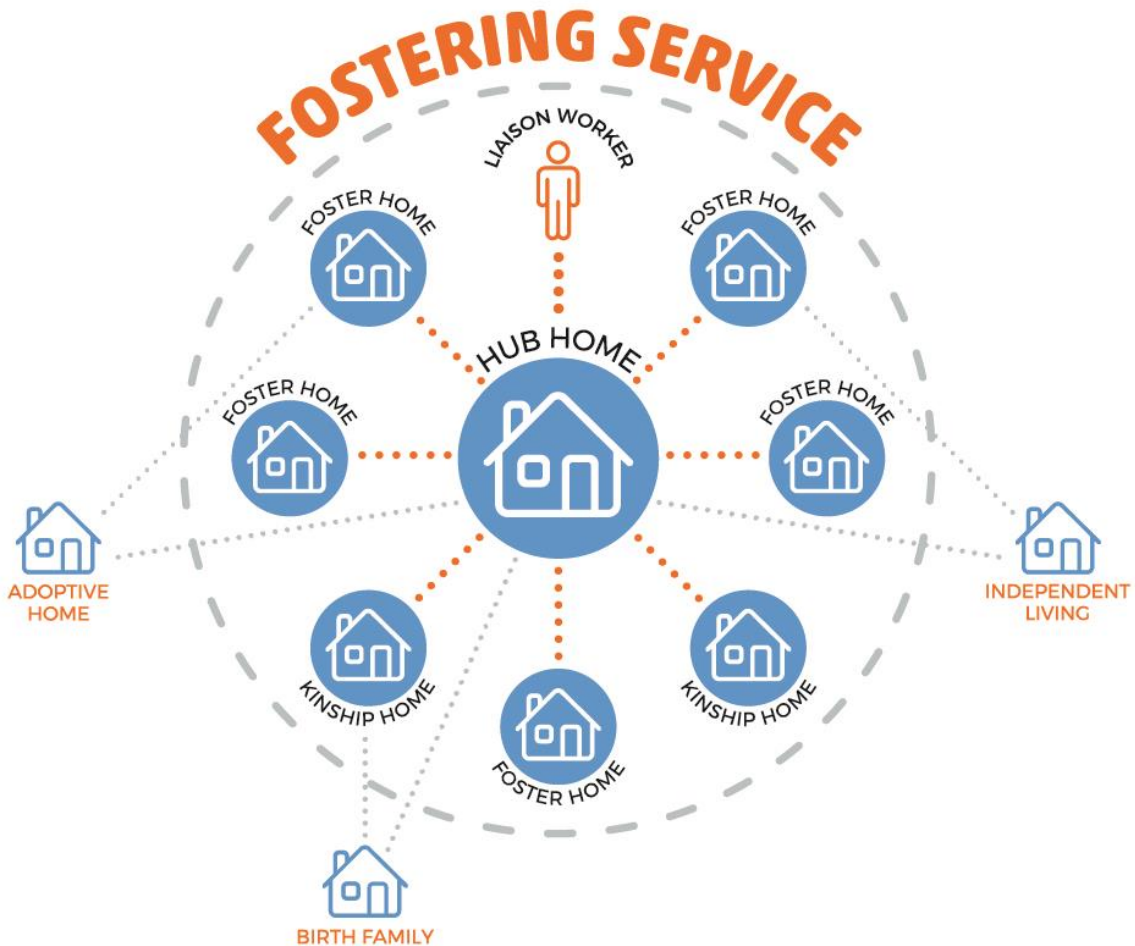 FOSTERING SERVICE
LIAISON WORKER
FOSTER HOME
FOSTER HOME
HUB HOME
FOSTER HOME
FOSTER HOME
ADOPTIVE
HOME
INDEPENDENT
LIVING
KINSHIP HOME
KINSHIP HOME
FOSTER HOME
BIRTH FAMILY